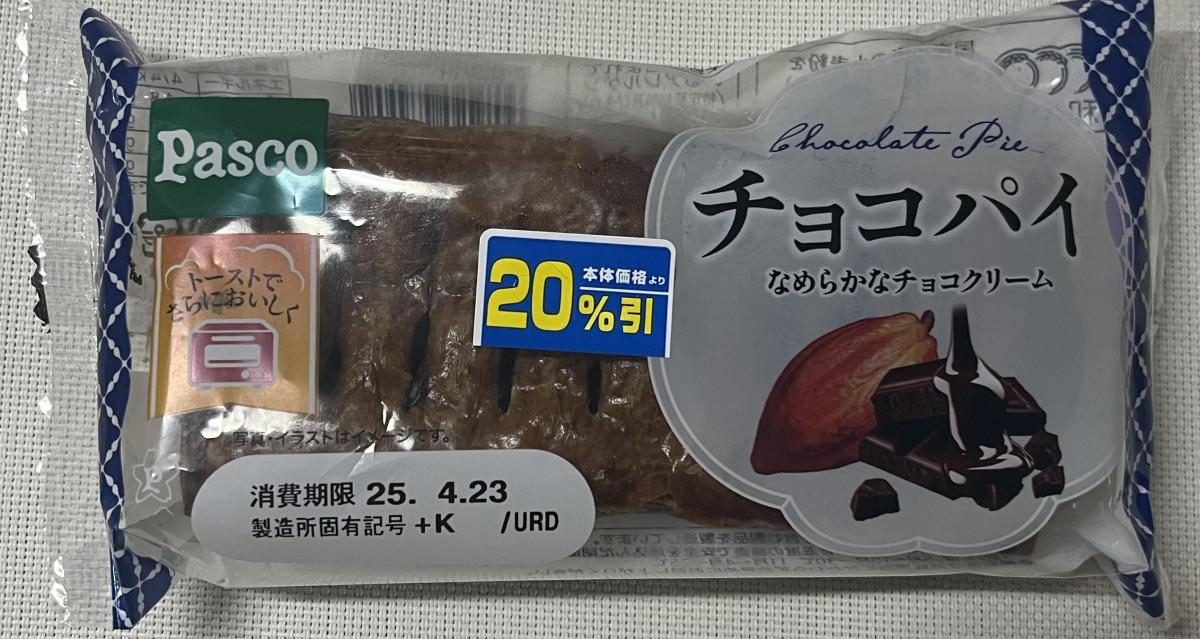 Pasco
トーストで
さらにおいしく
20%引
本体価格より
Chocolate Pie
チョコパイ
なめらかなチョコクリーム
写真・イラストはイメージです。
消費期限 25. 4.23
製造所固有記号 +K /URD